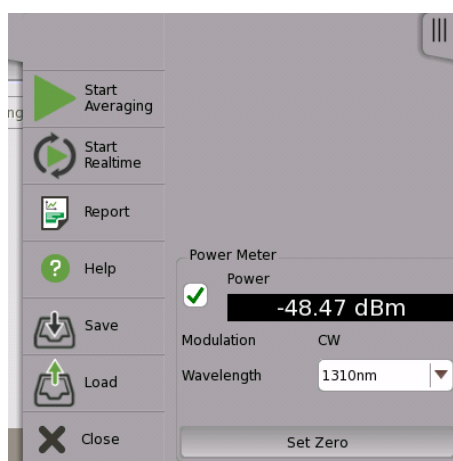 Start
Averaging
ng
Start
Realtime
Report
Help
Save
Load
Close
Power Meter
Power
-48.47 dBm
Modulation CW
Wavelength 1310nm
Set Zero